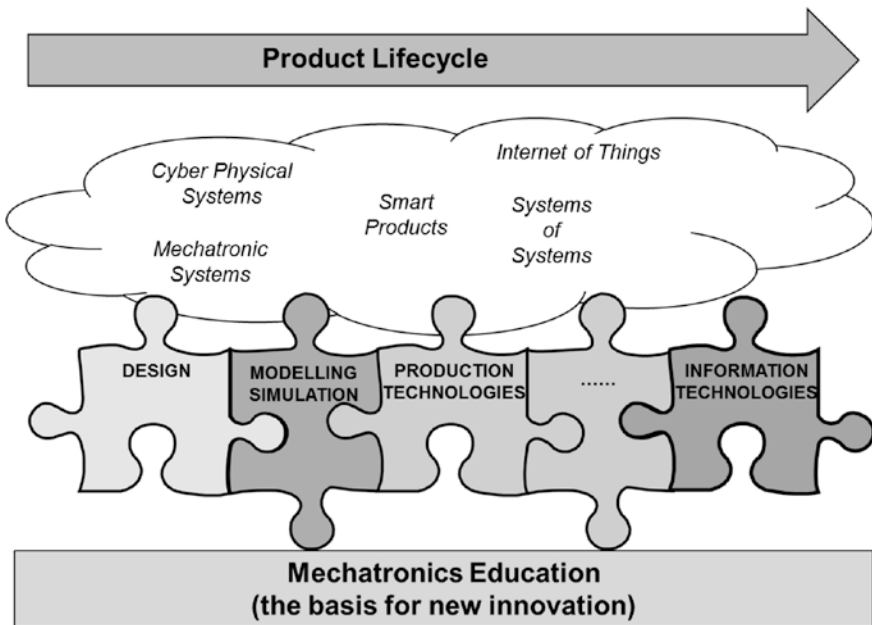 Product Lifecycle
Cyber Physical
Systems
Internet of Things
Smart
Products
Systems
of
Systems
Mechatronic
Systems
DESIGN
MODELLING
SIMULATION
PRODUCTION
TECHNOLOGIES
......
INFORMATION
TECHNOLOGIES
Mechatronics Education
(the basis for new innovation)